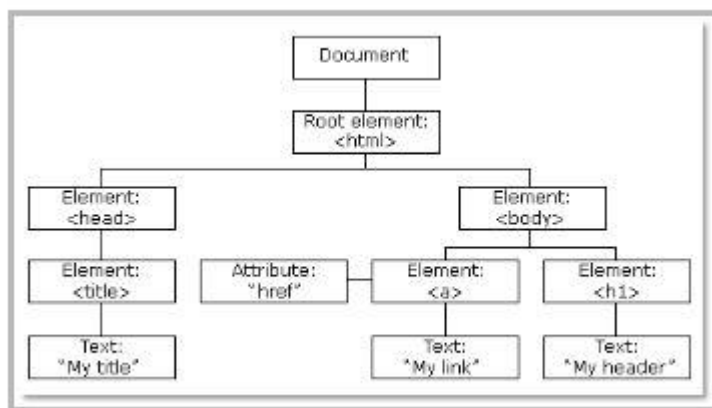 Document
Root element:
<html>
Element:
<head>
Element:
<body>
Element:
<title>
Attribute:
"href"
Element:
<a>
Element:
<h1>
Text:
"My title"
Text:
"My link"
Text:
"My header"